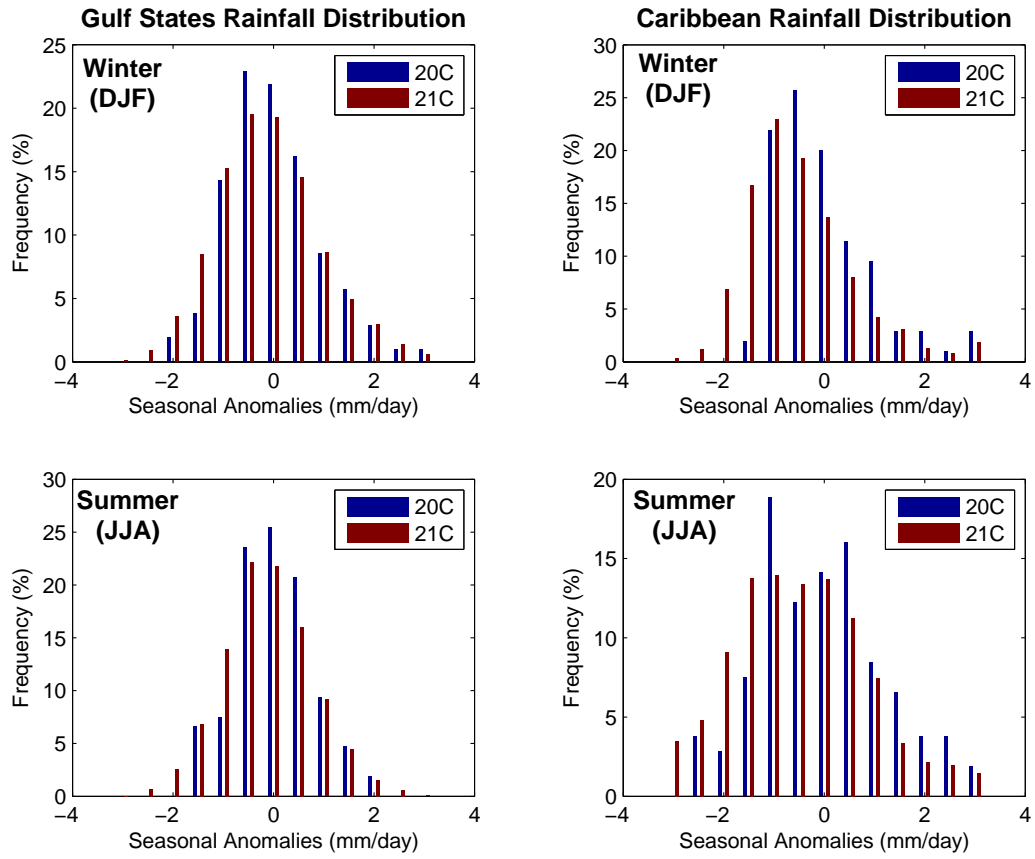 Gulf States Rainfall Distribution
25
20
15
10
5
0
Frequency (%)
Winter
(DJF)
20C
21C
−4 −2 0 2 4
Seasonal Anomalies (mm/day)
Caribbean Rainfall Distribution
30
25
20
15
10
5
0
Frequency (%)
Winter
(DJF)
20C
21C
−4 −2 0 2 4
Seasonal Anomalies (mm/day)
30
25
20
15
10
5
0
Frequency (%)
Summer
(JJA)
20C
21C
−4 −2 0 2 4
Seasonal Anomalies (mm/day)
20
15
10
5
0
Frequency (%)
Summer
(JJA)
20C
21C
−4 −2 0 2 4
Seasonal Anomalies (mm/day)